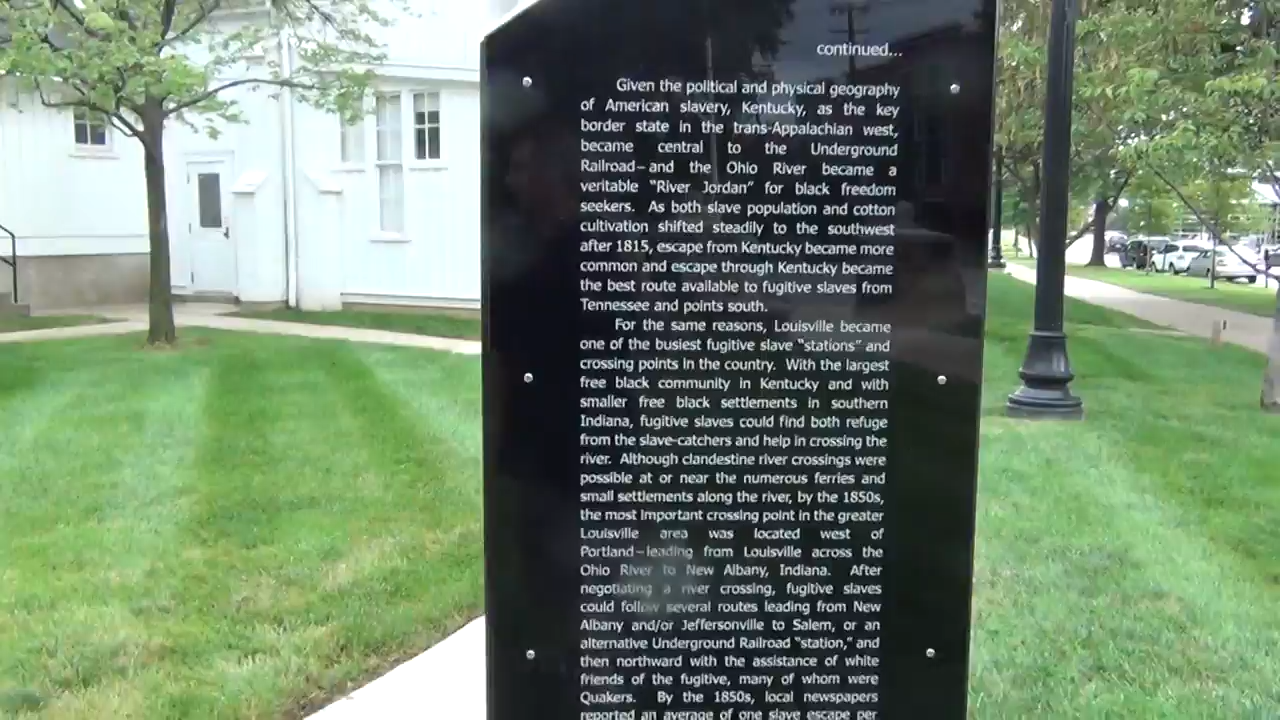 continued...
Given the political and physical geography
of American slavery, Kentucky, as the key
border state in the trans-Appalachian west,
became central to the Underground
Railroad–and the Ohio River became a
veritable "River Jordan" for black freedom
seekers. As both slave population and cotton
cultivation shifted steadily to the southwest
after 1815, escape from Kentucky became more
common and escape through Kentucky became
the best route available to fugitive slaves from
Tennessee and points south.
For the same reasons, Louisville became
one of the busiest fugitive slave "stations" and
crossing points in the country. With the largest
free black community in Kentucky and with
smaller free black settlements in southern
Indiana, fugitive slaves could find both refuge
from the slave-catchers and help in crossing the
river. Although clandestine river crossings were
possible at or near the numerous ferries and
small settlements along the river, by the 1850s,
the most important crossing point in the greater
Louisville area was located west of
Portland–leading from Louisville across the
Ohio River to New Albany, Indiana. After
negotiating a river crossing, fugitive slaves
could follow several routes leading from New
Albany and/or Jeffersonville to Salem, or an
alternative Underground Railroad "station," and
then northward with the assistance of white
friends of the fugitive, many of whom were
Quakers. By the 1850s, local newspapers
reported an average of one slave escape per